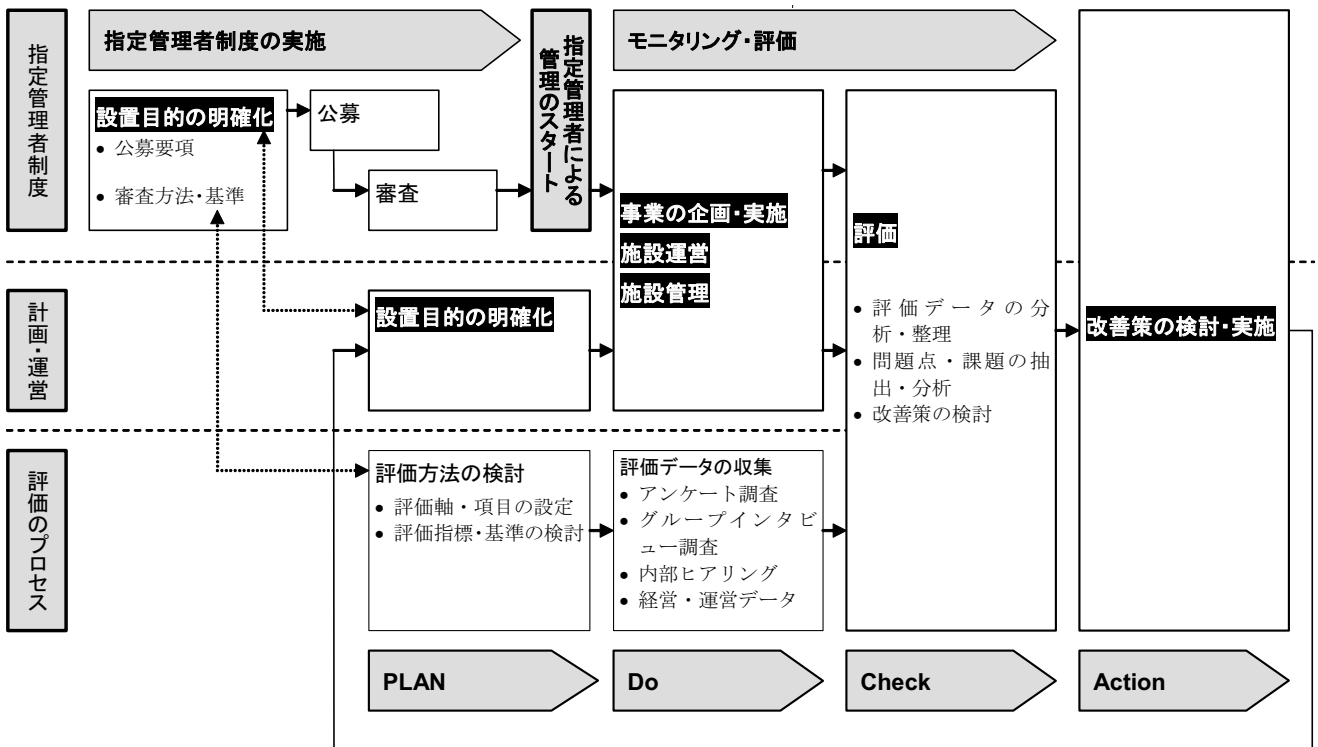 指定管理者制度
指定管理者制度の実施
設置目的の明確化
• 公募要項
• 審査方法・基準
公募
審査
指定管理者による
管理のスタート
モニタリング・評価
事業の企画・実施
施設運営
施設管理
評価
• 評価データの分
析・整理
• 問題点・課題の抽
出・分析
• 改善策の検討
改善策の検討・実施
計画・運営
設置目的の明確化
評価のプロセス
評価方法の検討
• 評価軸・項目の設定
• 評価指標・基準の検討
評価データの収集
• アンケート調査
• グループインタビ
ュー調査
• 内部ヒアリング
• 経営・運営データ
PLAN
Do
Check
Action